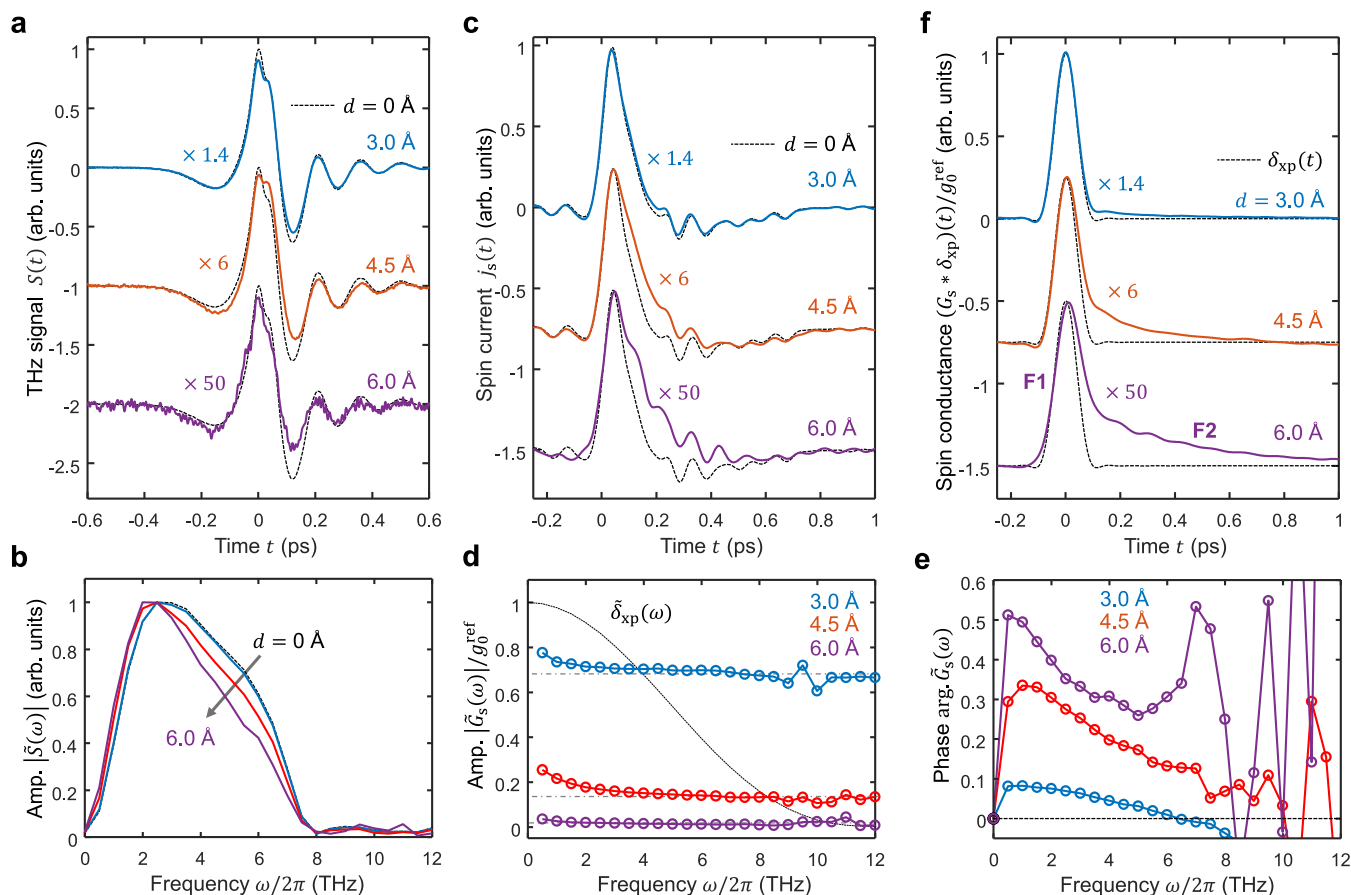 a
THz signal S(t) (arb. units)
1
0.5
0
-0.5
-1
-1.5
-2
-2.5
d = 0 Å
3.0 Å
× 1.4
× 6
4.5 Å
× 50
6.0 Å
-0.6 -0.4 -0.2 0 0.2 0.4 0.6
Time t (ps)
c
Spin current j_s(t) (arb. units)
1
0.5
0
-0.5
-1
-1.5
d = 0 Å
× 1.4
3.0 Å
× 6
4.5 Å
× 50
6.0 Å
-0.2 0 0.2 0.4 0.6 0.8 1
Time t (ps)
f
Spin conductance ((G_s * δ_xp)(t)/g_0^ref (arb. units)
1
0.5
0
-0.5
-1
-1.5
δ_xp(t)
× 1.4
d = 3.0 Å
× 6
4.5 Å
F1
× 50
F2
6.0 Å
-0.2 0 0.2 0.4 0.6 0.8 1
Time t (ps)
b
Amp. |S̃(ω)| (arb. units)
1
0.8
0.6
0.4
0.2
0
d = 0 Å
6.0 Å
0 2 4 6 8 10 12
Frequency ω/2π (THz)
d
Amp. |G̃_s(ω)|/g_0^ref
1
0.8
0.6
0.4
0.2
0
δ̃_xp(ω)
3.0 Å
4.5 Å
6.0 Å
0 2 4 6 8 10 12
Frequency ω/2π (THz)
e
Phase arg, G̃_s(ω)
0.6
0.5
0.4
0.3
0.2
0.1
0
3.0 Å
4.5 Å
6.0 Å
0 2 4 6 8 10 12
Frequency ω/2π (THz)